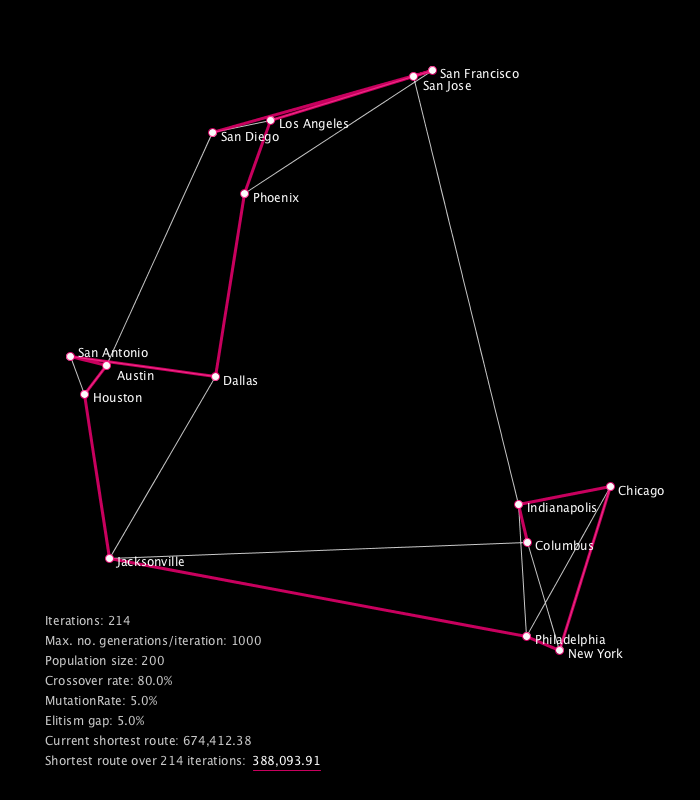 San Francisco
San Jose
Los Angeles
San Diego
Phoenix
San Antonio
Austin
Dallas
Houston
Chicago
Indianapolis
Columbus
Jacksonville
Philadelphia
New York
Iterations: 214
Max. no. generations/iteration: 1000
Population size: 200
Crossover rate: 80.0%
MutationRate: 5.0%
Elitism gap: 5.0%
Current shortest route: 674,412.38
Shortest route over 214 iterations: 388,093.91